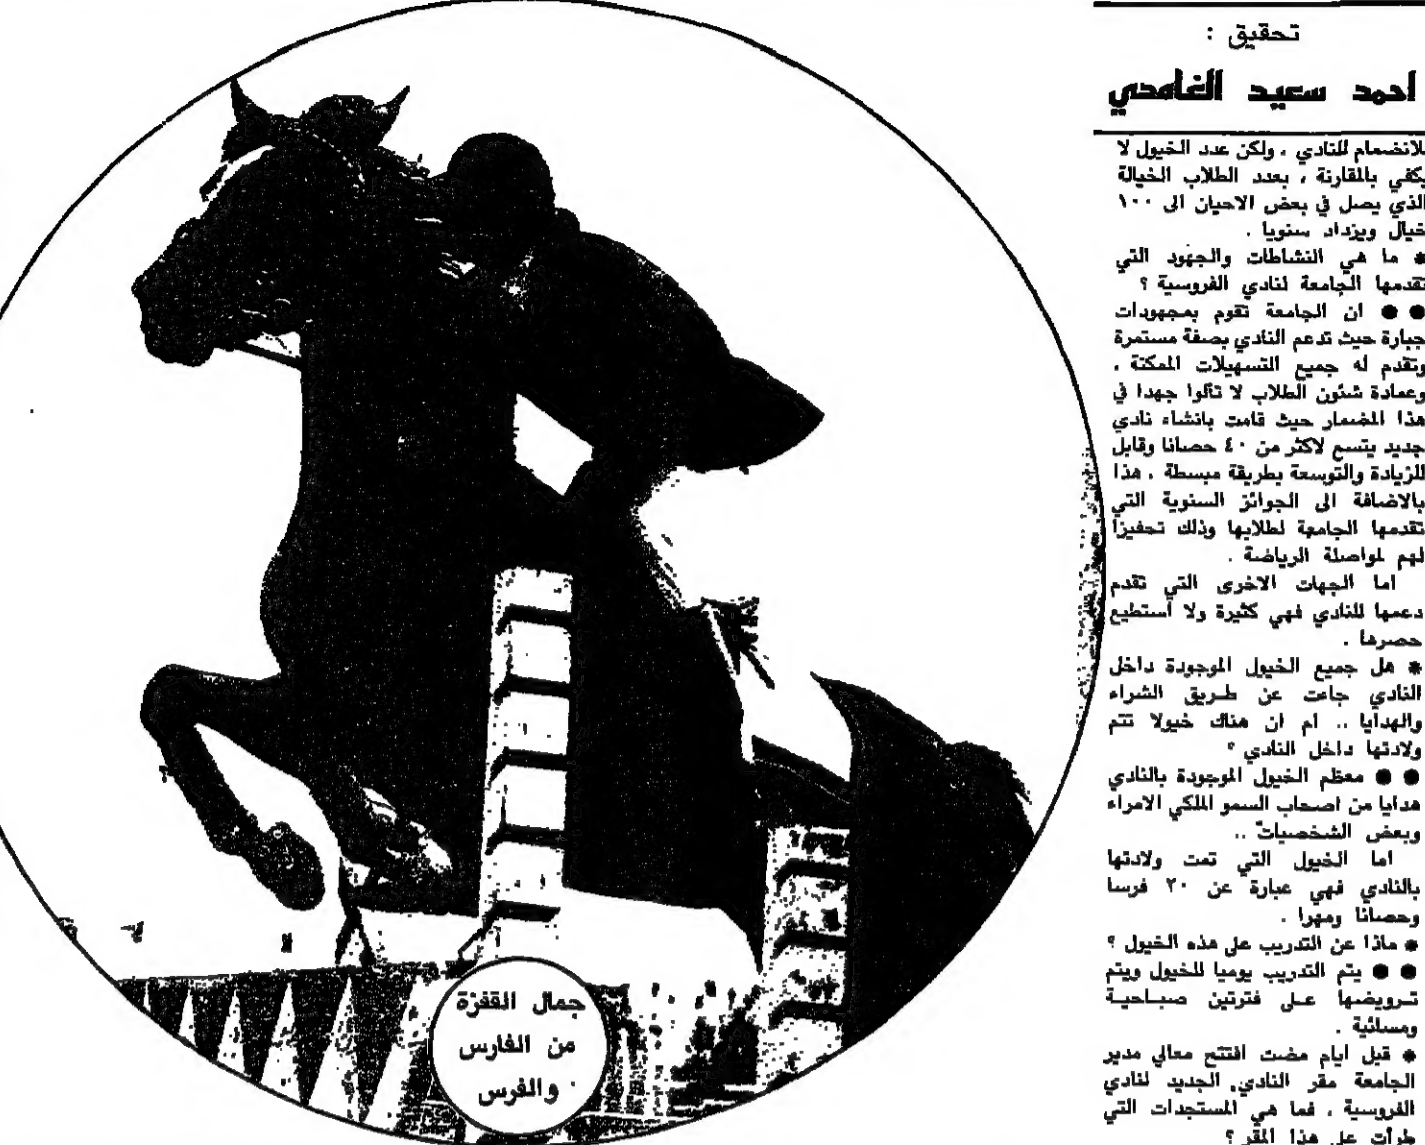 تحقيق :
احمد سعيد الغامدي
للانضمام للنادي ، ولكن عدد الخيول لا
يكفي بالمقارنة ، بعدد الطلاب الخيالة
الذي يصل في بعض الاحيان الى ١٠٠
خيال ويزداد سنويا .
* ما هي النشاطات والجهود التي
تقدمها الجامعة لنادي الفروسية ؟
●● ان الجامعة تقوم بمجهودات
جبارة حيث تدعم النادي بصفة مستمرة
وتقدم له جميع التسهيلات الممكنة ،
وعمادة شئون الطلاب لا تألوا جهدا في
هذا المضمار حيث قامت بانشاء نادي
جديد يتسع لاكثر من ٤٠ حصانا وقابل
للزيادة والتوسعة بطريقة مبسطة ، هذا
بالاضافة الى الجوائز السنوية التي
تقدمها الجامعة لطلابها وذلك تحفيزا
لهم لمواصلة الرياضة .
اما الجهات الاخرى التي تقدم
دعمها للنادي فهي كثيرة ولا استطيع
حصرها .
* هل جميع الخيول الموجودة داخل
النادي جاءت عن طريق الشراء
والهدايا .. ام ان هناك خيولا تتم
ولادتها داخل النادي ؟
●● معظم الخيول الموجودة بالنادي
هدايا من اصحاب السمو الملكي الامراء
وبعض الشخصيات ..
اما الخيول التي تمت ولادتها
بالنادي فهي عبارة عن ٢٠ فرسا
وحصانا ومهرا .
* ماذا عن التدريب على هذه الخيول ؟
●● يتم التدريب يوميا للخيول ويتم
ترويضها على فترتين صباحية
ومسائية .
* قبل ايام مضت افتتح معالي مدير
الجامعة مقر النادي الجديد لنادي
الفروسية ، فما هي المستجدات التي
طرأت على هذا المقر ؟
جمال القفزة
من الفارس
والفرس